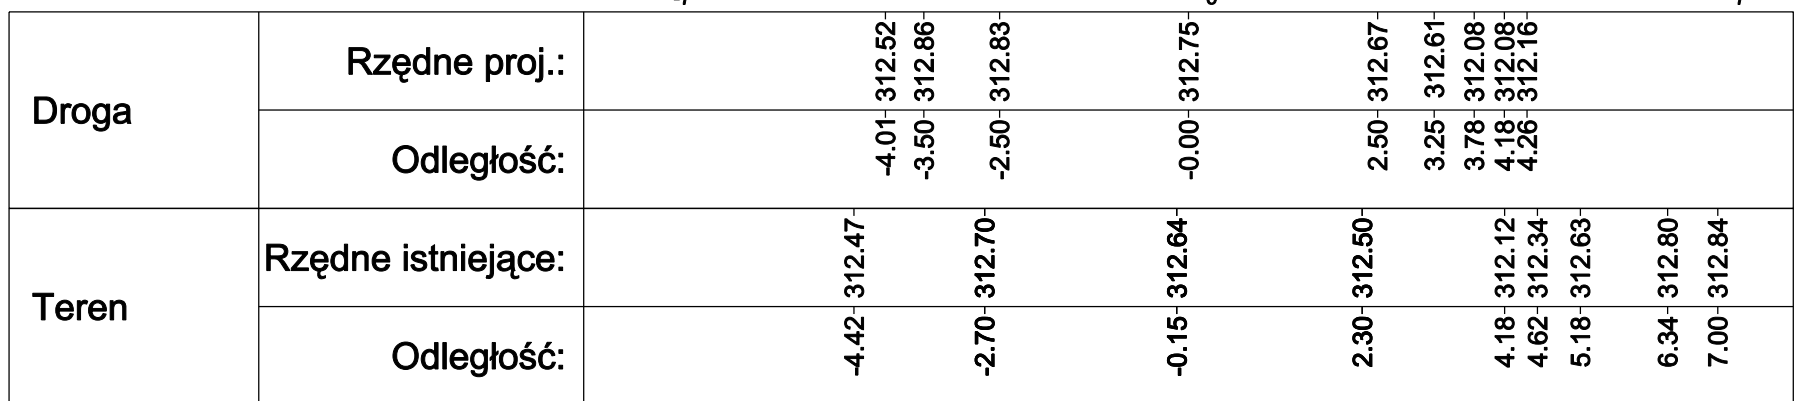 Droga
Rzędne proj.: 312.52 312.86 312.83 312.75 312.67 312.61 312.08 312.08 312.16
Odległość: -4.01 -3.50 -2.50 -0.00 2.50 3.25 3.78 4.18 4.26
Teren
Rzędne istniejące: 312.47 312.70 312.64 312.50 312.12 312.34 312.63 312.80 312.84
Odległość: -4.42 -2.70 -0.15 2.30 4.18 4.62 5.18 6.34 7.00